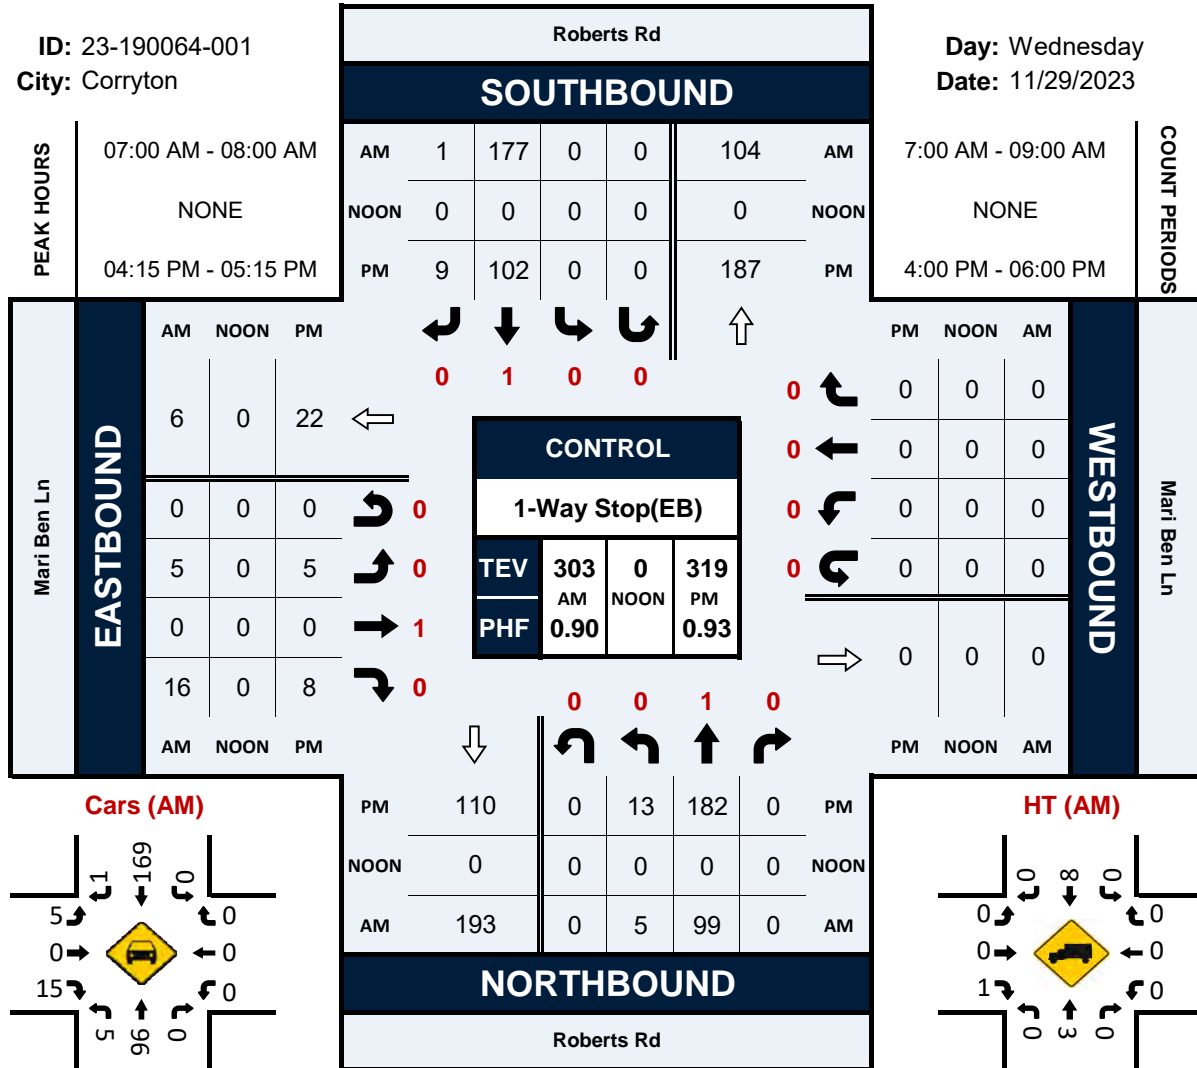 Roberts Rd
ID: 23-190064-001
Day: Wednesday
City: Corryton
SOUTHBOUND
Date: 11/29/2023
PEAK HOURS
07:00 AM - 08:00 AM
AM 1 177 0 0 104 AM
7:00 AM - 09:00 AM
COUNT PERIODS
NONE
NOON 0 0 0 0 0 NOON
NONE
04:15 PM - 05:15 PM
PM 9 102 0 0 187 PM
4:00 PM - 06:00 PM
Mari Ben Ln
EASTBOUND
AM NOON PM
PM NOON AM
WESTBOUND
Mari Ben Ln
0 1 0 0
0 0 0 0
6 0 22
CONTROL
0 0 0 0
0 0 0 0
1-Way Stop(EB)
0 0 0 0
5 0 5 0
TEV 303 0 319
0 0 0 0
AM NOON PM
0 0 0 1
PHF 0.90 0.93
0 0 0
16 0 8 0
0 0 1 0
AM NOON PM
PM NOON AM
Cars (AM)
PM 110 0 13 182 0 PM
HT (AM)
NOON 0 0 0 0 0 NOON
AM 193 0 5 99 0 AM
1 169 0
5 0
0 0
15 0
5 96 0
0 8 0
0 0
0 0
1 0
0 3 0
NORTHBOUND
Roberts Rd